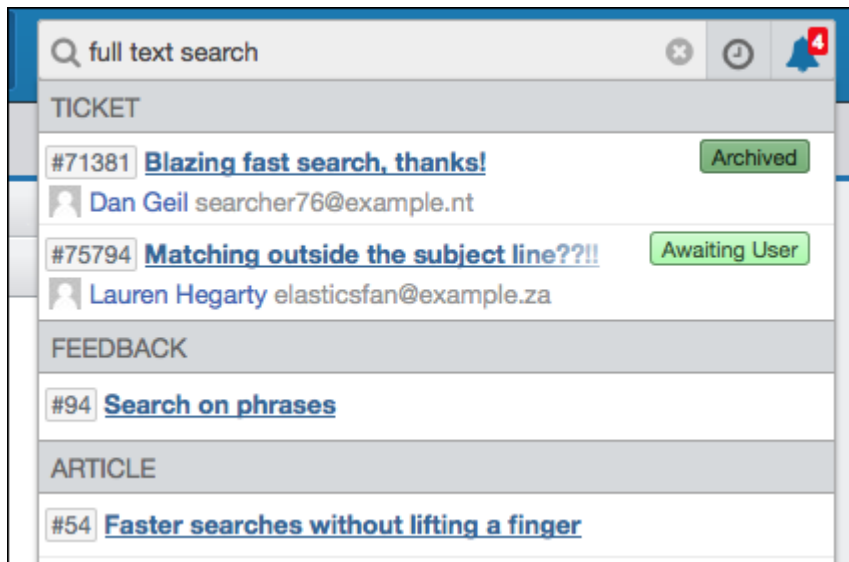 full text search
4
TICKET
#71381 Blazing fast search, thanks! Archived
Dan Geil searcher76@example.nt
#75794 Matching outside the subject line??!! Awaiting User
Lauren Hegarty elasticsfan@example.za
FEEDBACK
#94 Search on phrases
ARTICLE
#54 Faster searches without lifting a finger